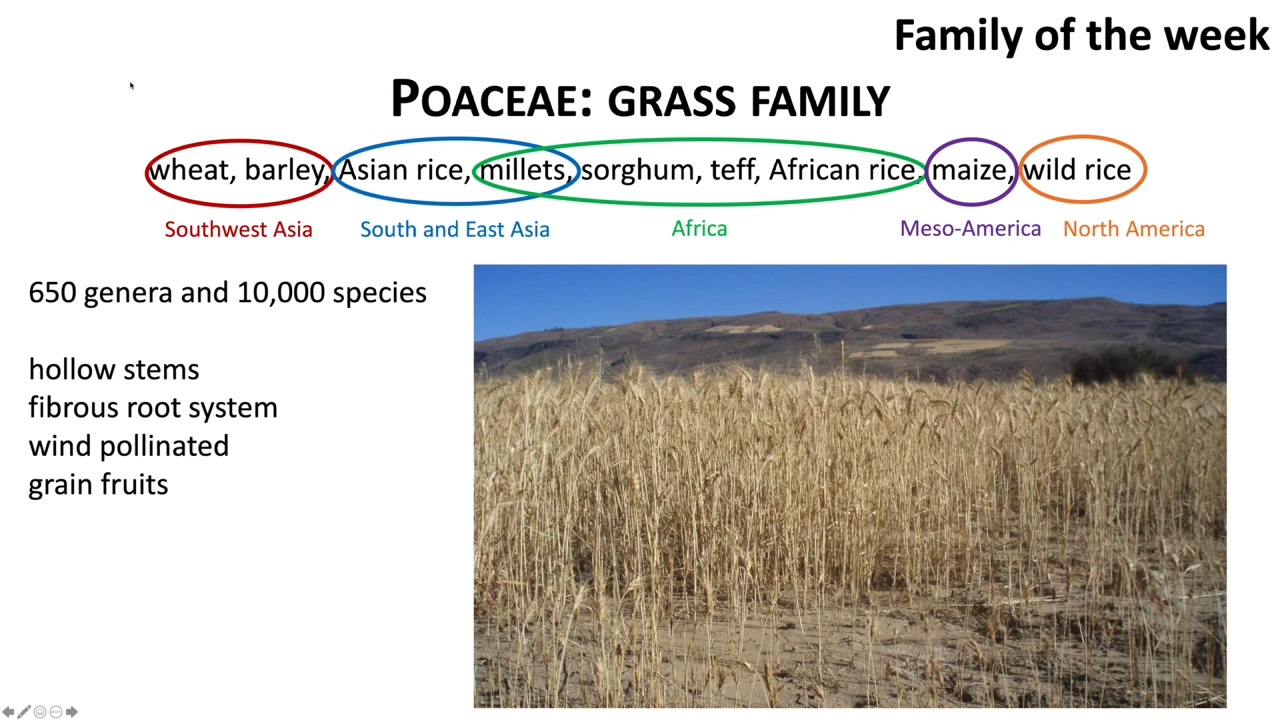 Family of the week
POACEAE: GRASS FAMILY
wheat, barley, Asian rice, millets, sorghum, teff, African rice, maize, wild rice
Southwest Asia South and East Asia Africa Meso-America North America
650 genera and 10,000 species
hollow stems
fibrous root system
wind pollinated
grain fruits